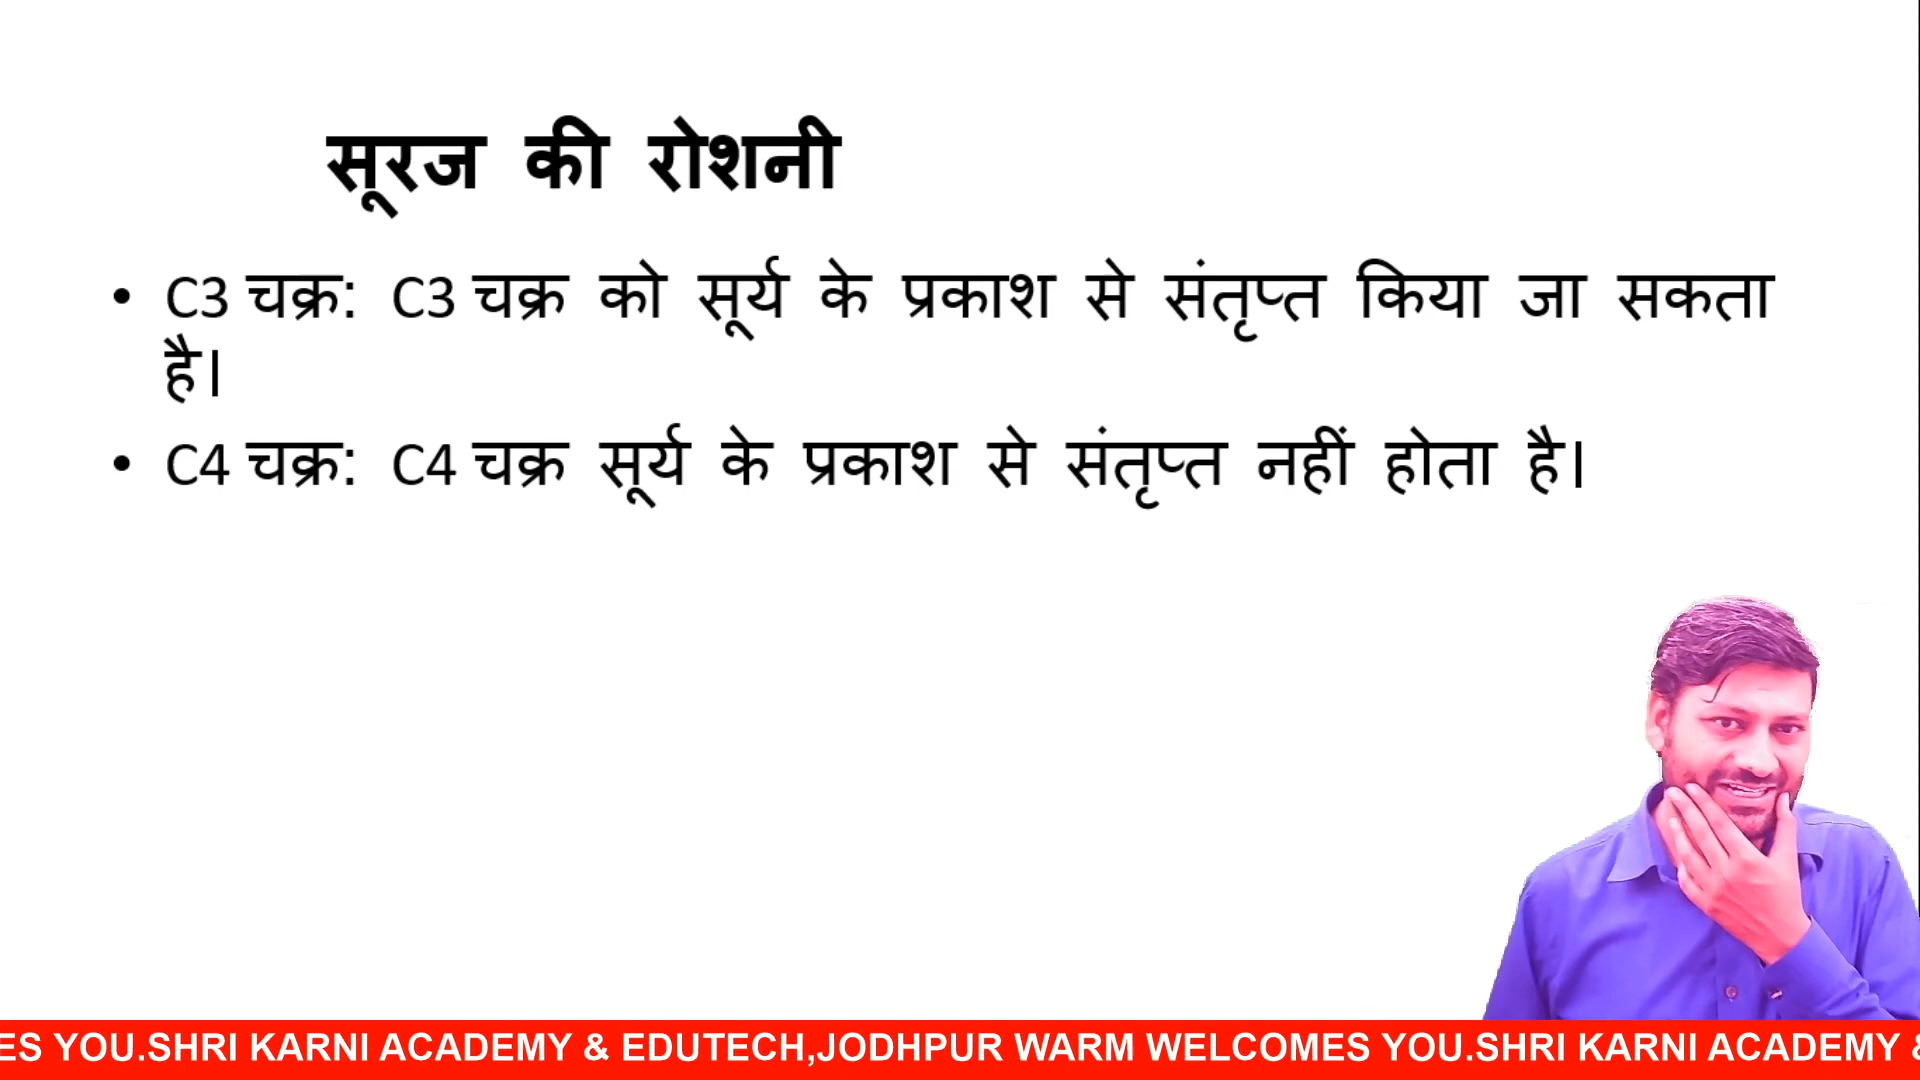 सूरज की रोशनी
• C3 चक्र: C3 चक्र को सूर्य के प्रकाश से संतृप्त किया जा सकता
है।
• C4 चक्र: C4 चक्र सूर्य के प्रकाश से संतृप्त नहीं होता है।
ES YOU.SHRI KARNI ACADEMY & EDUTECH,JODHPUR WARM WELCOMES YOU.SHRI KARNI ACADEMY &